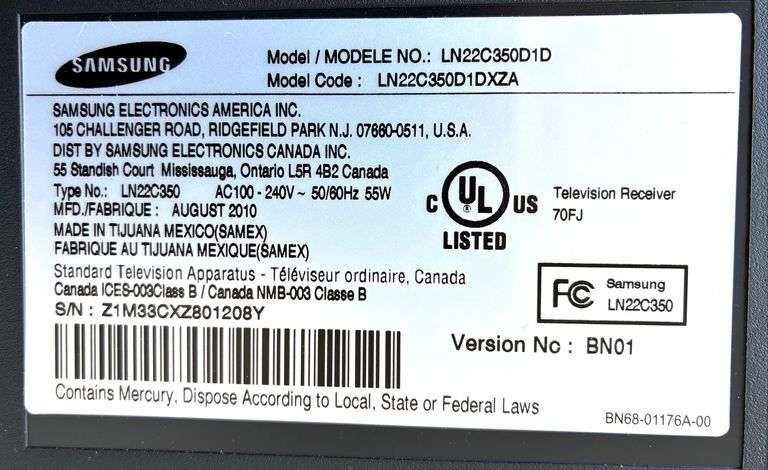 SAMSUNG
Model / MODELE NO.: LN22C350D1D
Model Code : LN22C350D1DXZA
SAMSUNG ELECTRONICS AMERICA INC.
105 CHALLENGER ROAD, RIDGEFIELD PARK N.J. 07660-0511, U.S.A.
DIST BY SAMSUNG ELECTRONICS CANADA INC.
55 Standish Court Mississauga, Ontario L5R 4B2 Canada
Type No.: LN22C350 AC100 - 240V~ 50/60Hz 55W
MFD./FABRIQUE : AUGUST 2010
MADE IN TIJUANA MEXICO(SAMEX)
FABRIQUE AU TIJUANA MEXIQUE(SAMEX)
C UL US
LISTED
Television Receiver
70FJ
Standard Television Apparatus - Téléviseur ordinaire, Canada
Canada ICES-003Class B / Canada NMB-003 Classe B
S/N : Z1M33CXZ801208Y
FC Samsung
LN22C350
Version No : BN01
Contains Mercury, Dispose According to Local, State or Federal Laws
BN68-01176A-00